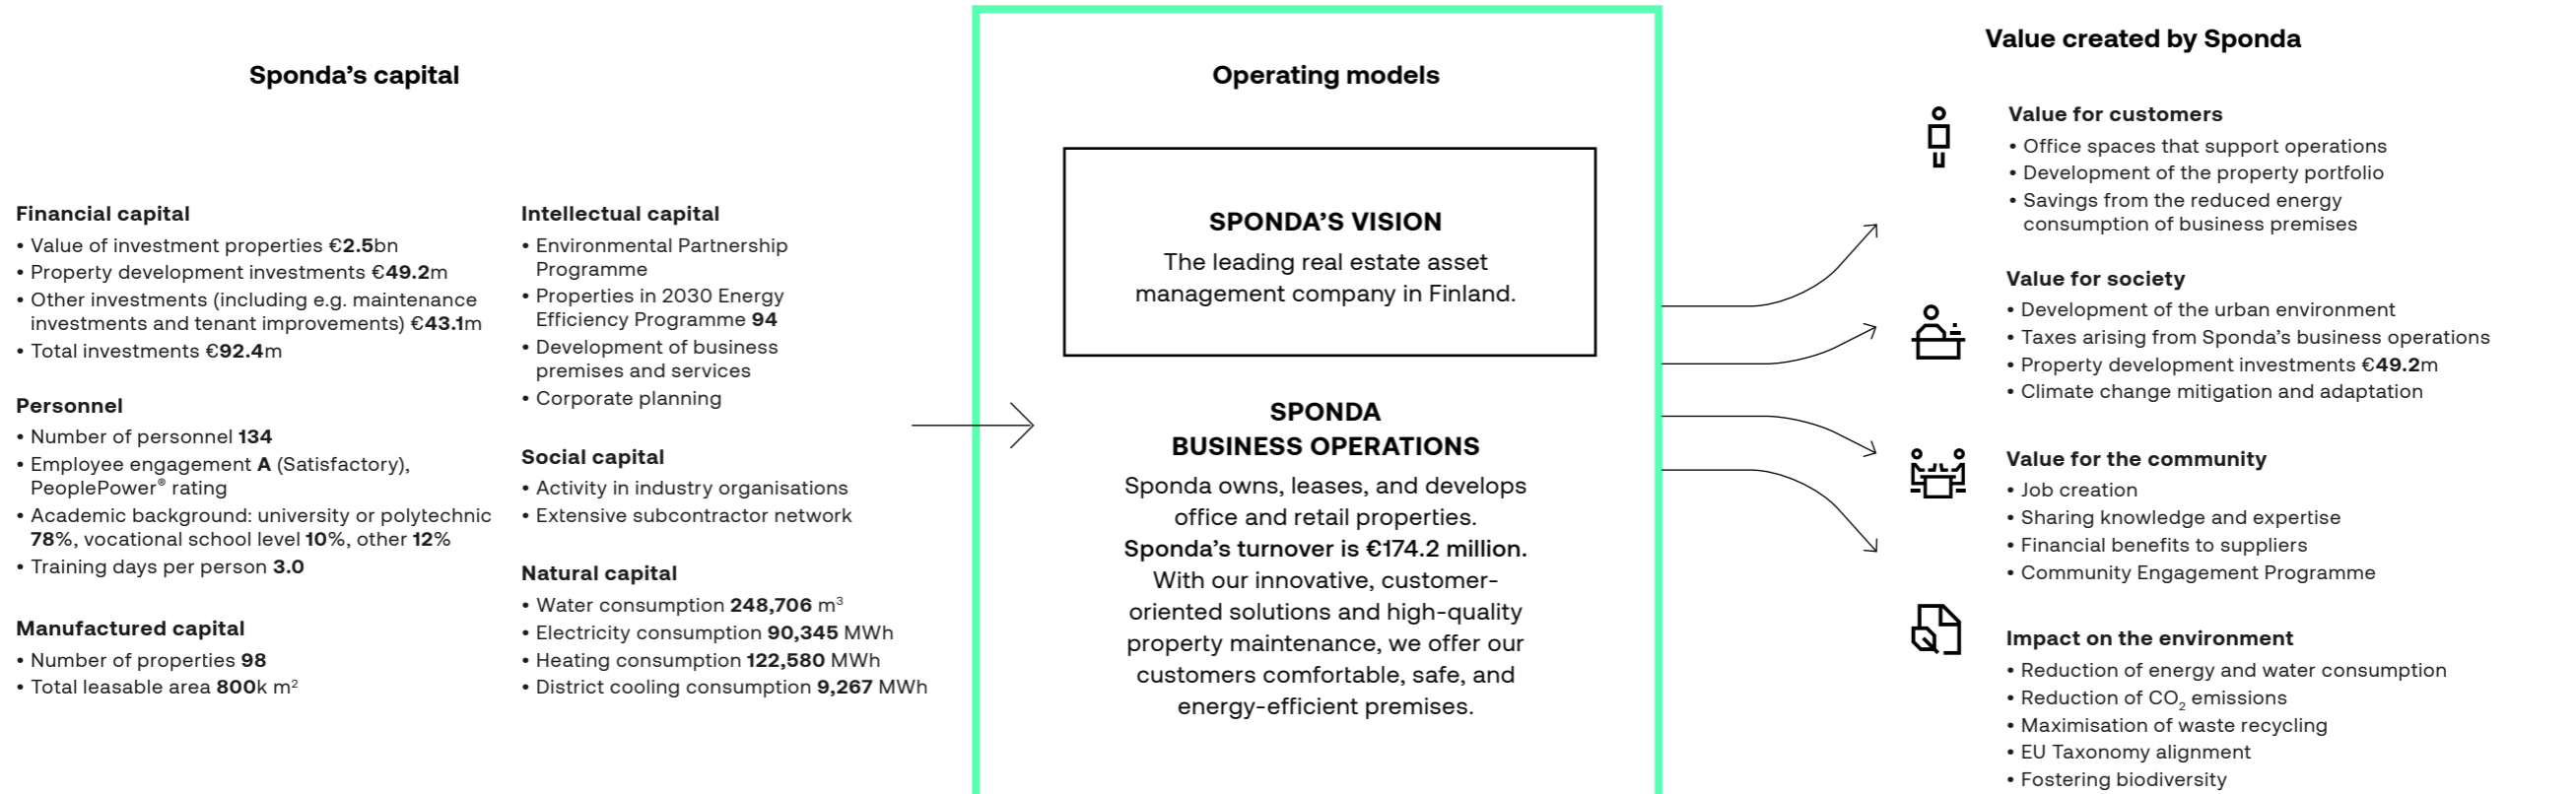 Sponda’s capital
Financial capital
• Value of investment properties €2.5bn
• Property development investments €49.2m
• Other investments (including e.g. maintenance
investments and tenant improvements) €43.1m
• Total investments €92.4m
Personnel
• Number of personnel 134
• Employee engagement A (Satisfactory),
PeoplePower® rating
• Academic background: university or polytechnic
78%, vocational school level 10%, other 12%
• Training days per person 3.0
Manufactured capital
• Number of properties 98
• Total leasable area 800k m²
Intellectual capital
• Environmental Partnership
Programme
• Properties in 2030 Energy
Efficiency Programme 94
• Development of business
premises and services
• Corporate planning
Social capital
• Activity in industry organisations
• Extensive subcontractor network
Natural capital
• Water consumption 248,706 m³
• Electricity consumption 90,345 MWh
• Heating consumption 122,580 MWh
• District cooling consumption 9,267 MWh
Operating models
SPONDA’S VISION
The leading real estate asset
management company in Finland.
SPONDA
BUSINESS OPERATIONS
Sponda owns, leases, and develops
office and retail properties.
Sponda’s turnover is €174.2 million.
With our innovative, customer-
oriented solutions and high-quality
property maintenance, we offer our
customers comfortable, safe, and
energy-efficient premises.
Value created by Sponda
Value for customers
• Office spaces that support operations
• Development of the property portfolio
• Savings from the reduced energy
consumption of business premises
Value for society
• Development of the urban environment
• Taxes arising from Sponda’s business operations
• Property development investments €49.2m
• Climate change mitigation and adaptation
Value for the community
• Job creation
• Sharing knowledge and expertise
• Financial benefits to suppliers
• Community Engagement Programme
Impact on the environment
• Reduction of energy and water consumption
• Reduction of CO₂ emissions
• Maximisation of waste recycling
• EU Taxonomy alignment
• Fostering biodiversity